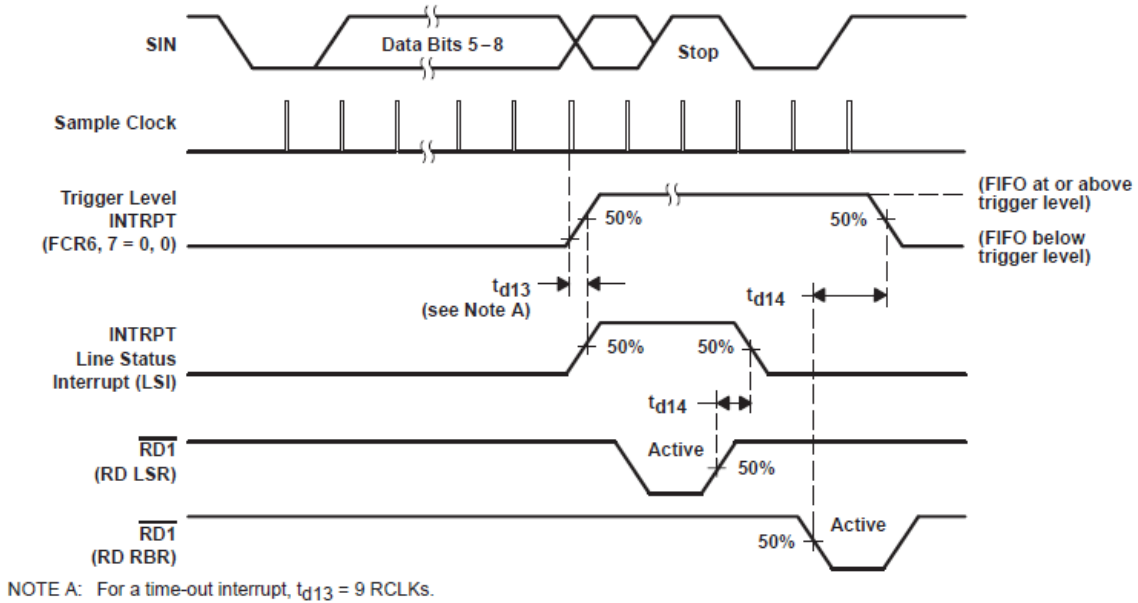 SIN
Data Bits 5–8
Stop
Sample Clock
Trigger Level
INTRPT
(FCR6, 7 = 0, 0)
50%
50%
(FIFO at or above
trigger level)
(FIFO below
trigger level)
td13
(see Note A)
td14
INTRPT
Line Status
Interrupt (LSI)
50%
50%
td14
RD1
(RD LSR)
Active
50%
RD1
(RD RBR)
50%
Active
NOTE A: For a time-out interrupt, td13 = 9 RCLKs.